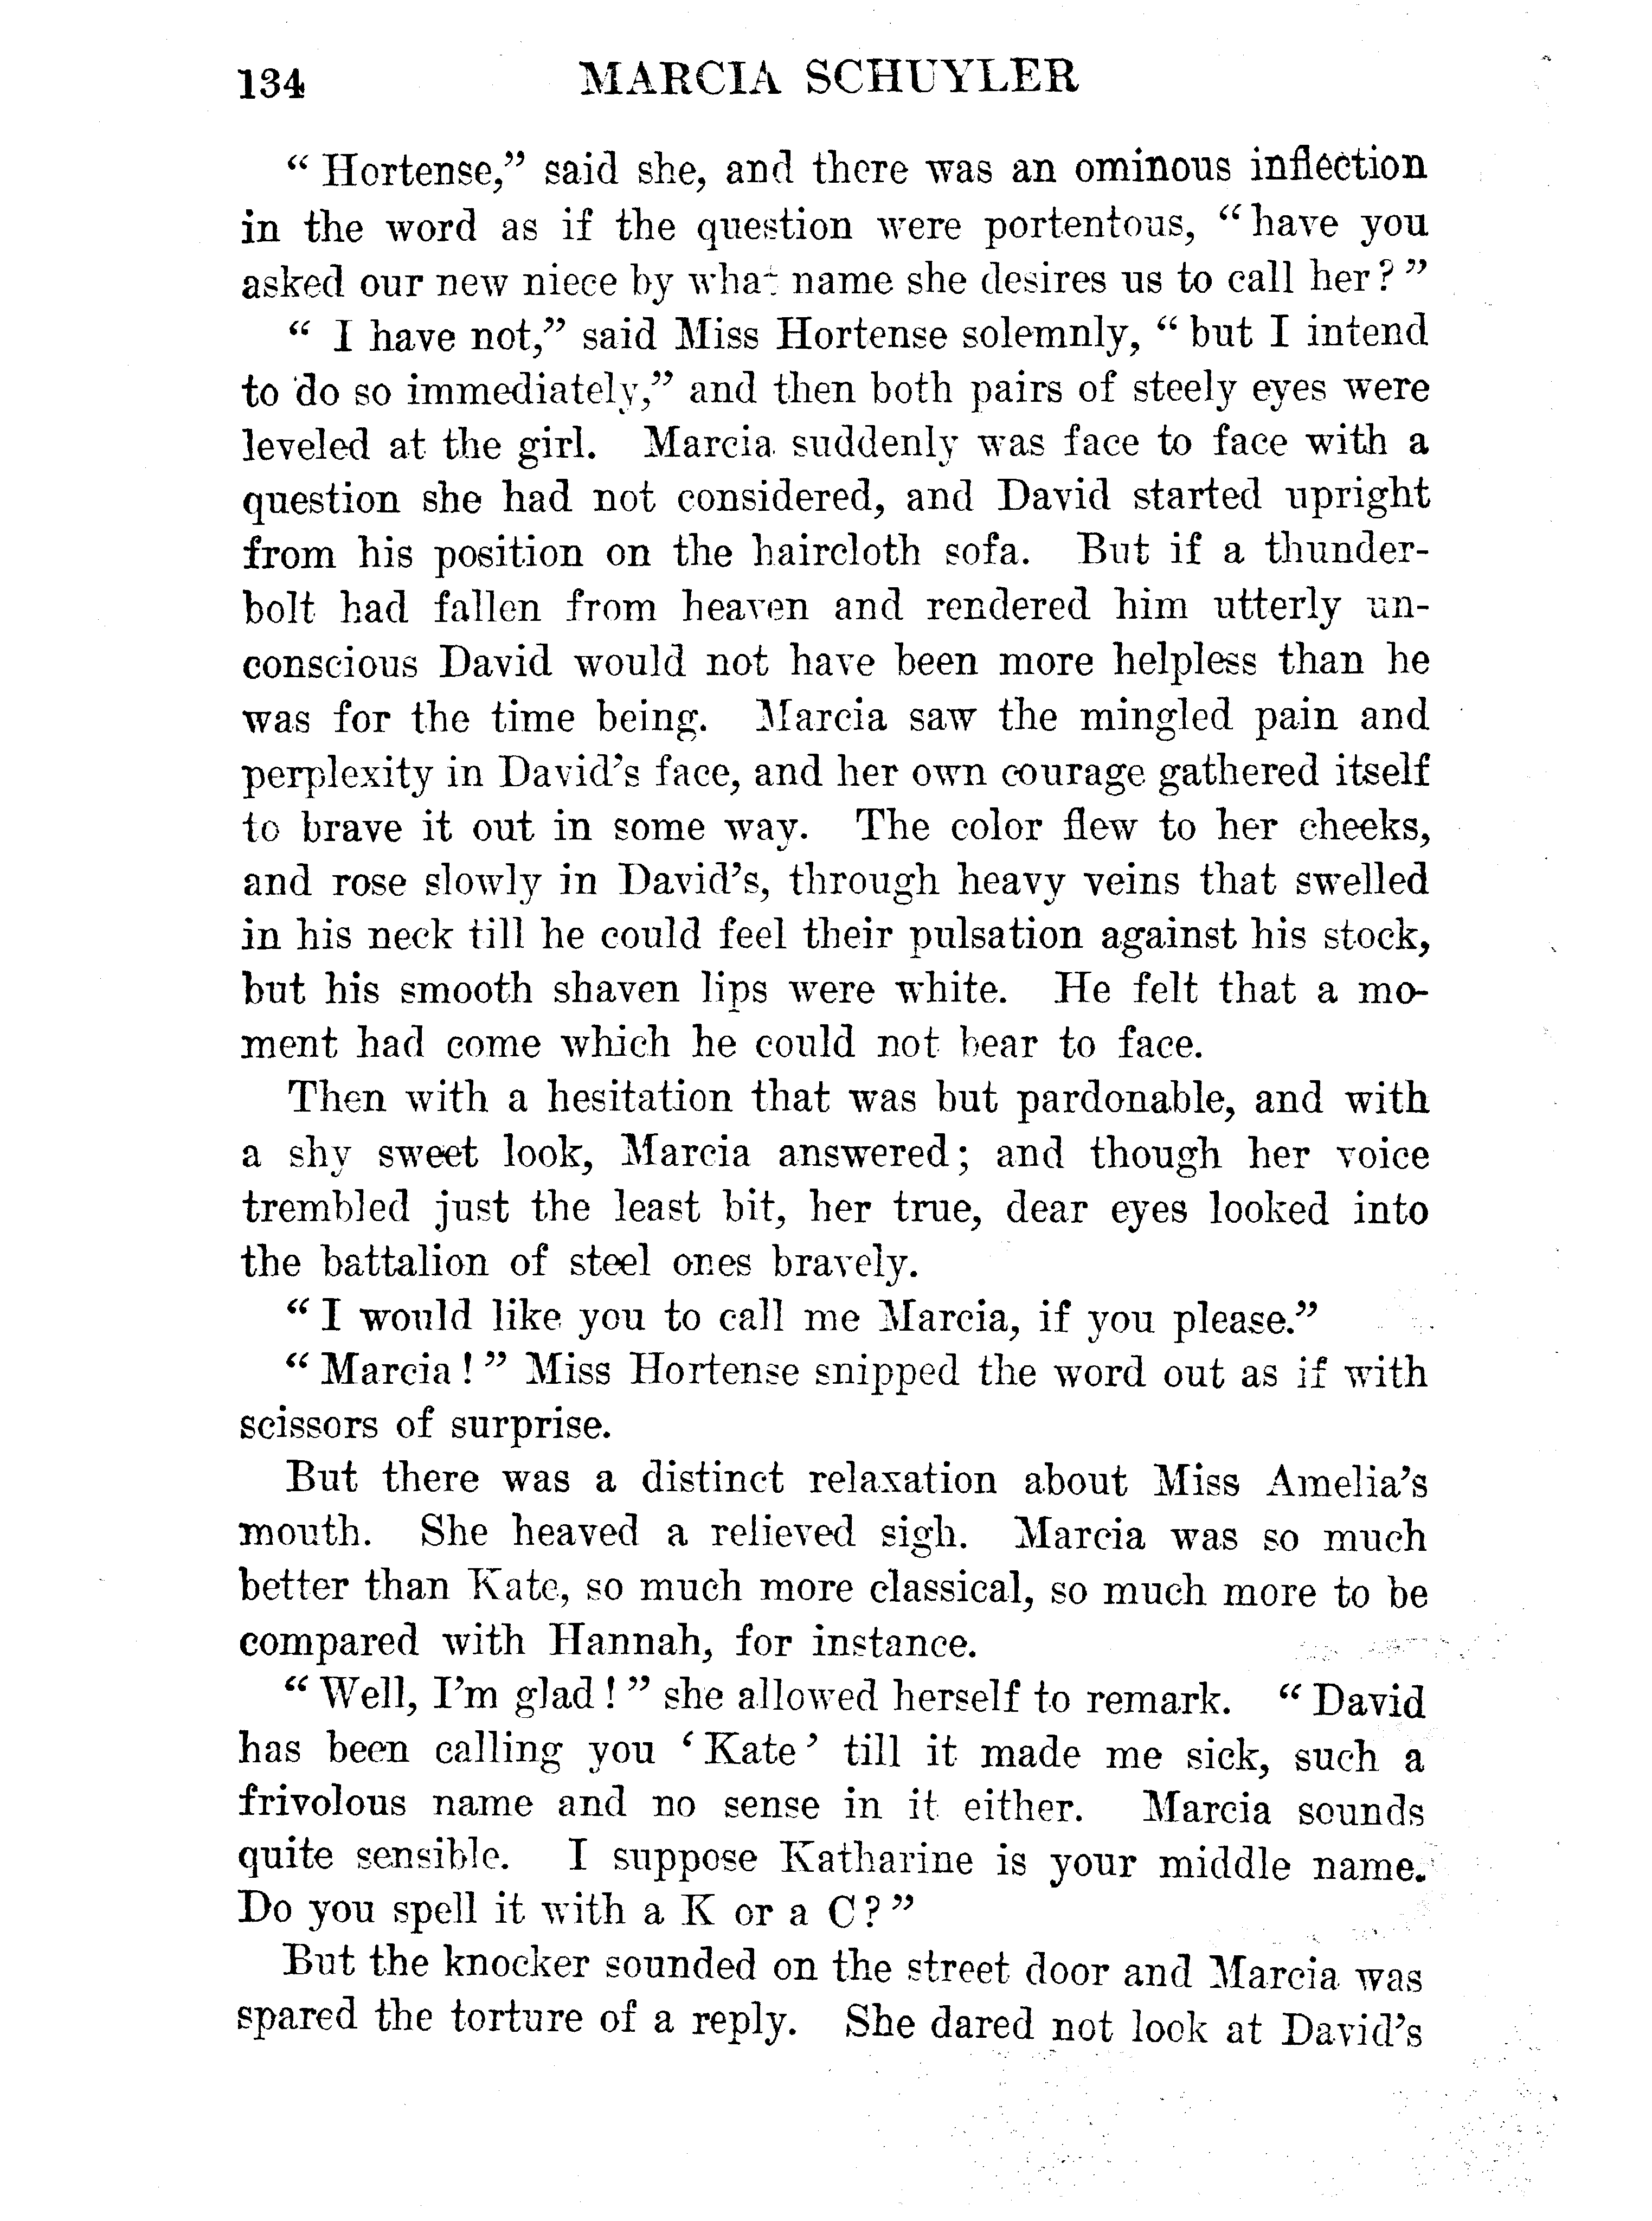 134 MARCIA SCHUYLER
“ Hortense,” said she, and there was an ominous inflection
in the word as if the question were portentous, “ have you
asked our new niece by what name she desires us to call her? ”
“ I have not,” said Miss Hortense solemnly, “ but I intend
to do so immediately,” and then both pairs of steely eyes were
leveled at the girl. Marcia suddenly was face to face with a
question she had not considered, and David started upright
from his position on the haircloth sofa. But if a thunder-
bolt had fallen from heaven and rendered him utterly un-
conscious David would not have been more helpless than he
was for the time being. Marcia saw the mingled pain and
perplexity in David’s face, and her own courage gathered itself
to brave it out in some way. The color flew to her cheeks,
and rose slowly in David’s, through heavy veins that swelled
in his neck till he could feel their pulsation against his stock,
but his smooth shaven lips were white. He felt that a mo-
ment had come which he could not bear to face.
Then with a hesitation that was but pardonable, and with
a shy sweet look, Marcia answered; and though her voice
trembled just the least bit, her true, dear eyes looked into
the battalion of steel ones bravely.
“ I would like you to call me Marcia, if you please.”
“ Marcia! ” Miss Hortense snipped the word out as if with
scissors of surprise.
But there was a distinct relaxation about Miss Amelia’s
mouth. She heaved a relieved sigh. Marcia was so much
better than Kate, so much more classical, so much more to be
compared with Hannah, for instance.
“ Well, I’m glad! ” she allowed herself to remark. “ David
has been calling you ‘ Kate ’ till it made me sick, such a
frivolous name and no sense in it either. Marcia sounds
quite sensible. I suppose Katharine is your middle name.
Do you spell it with a K or a C? ”
But the knocker sounded on the street door and Marcia was
spared the torture of a reply. She dared not look at David’s